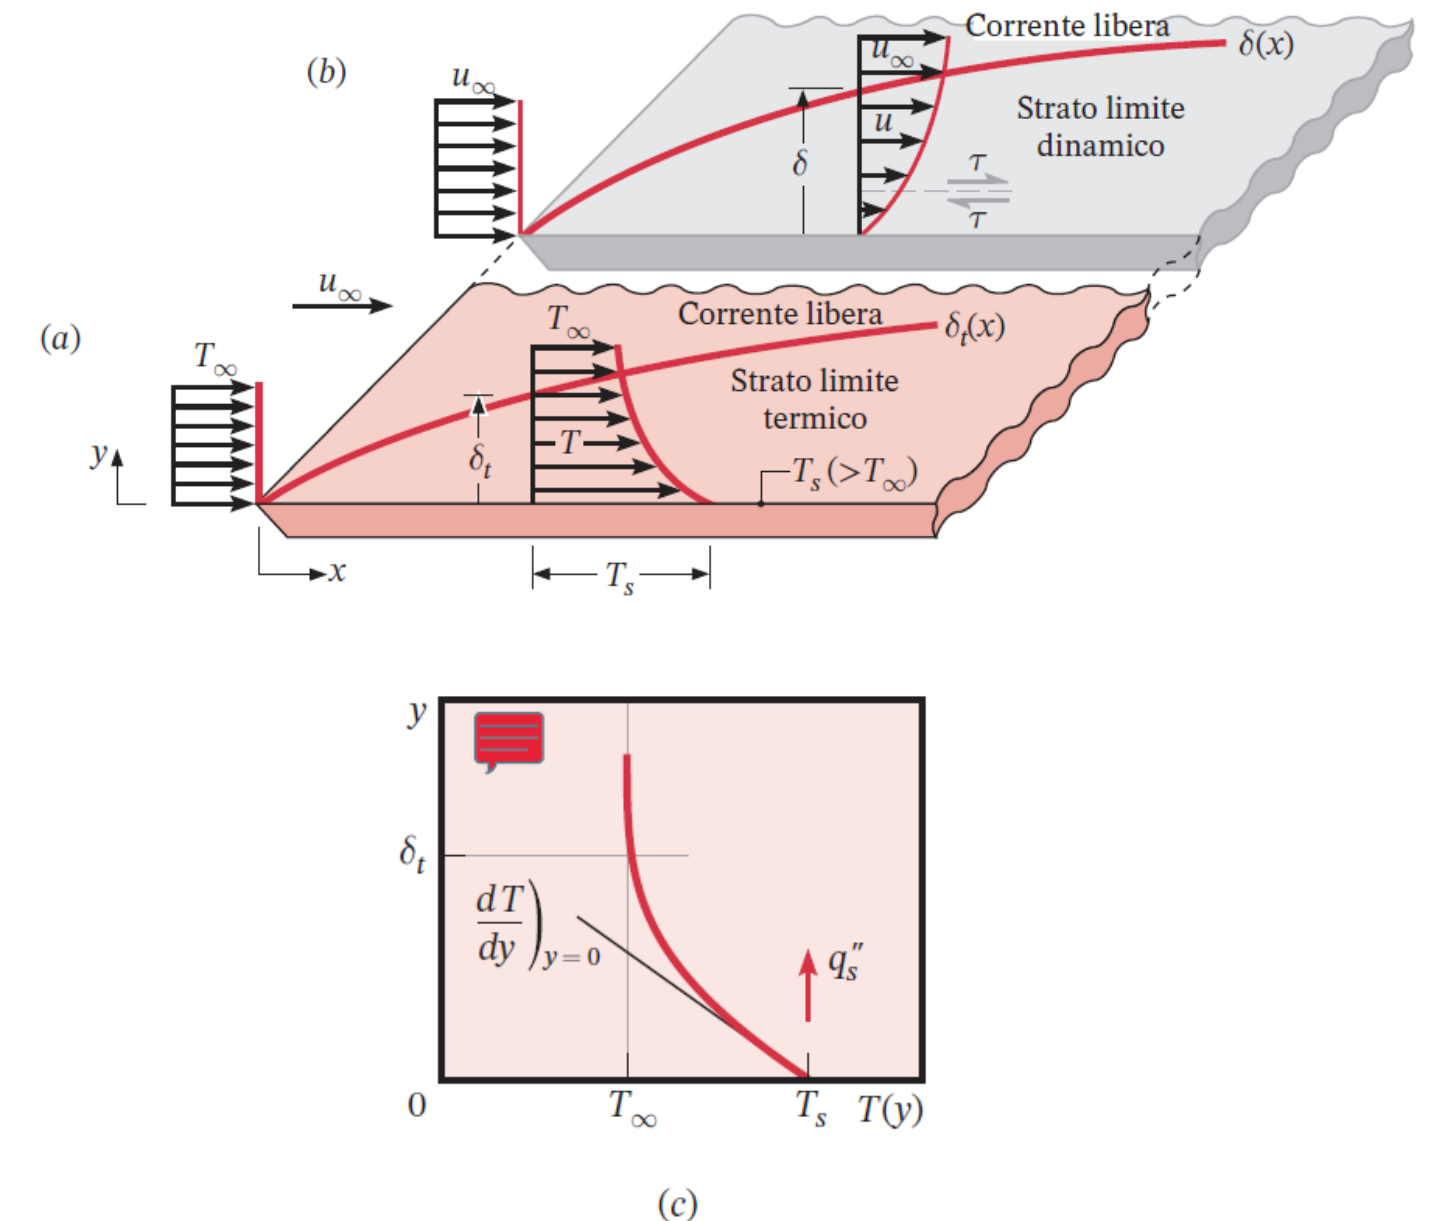 (b)
u∞
u∞
Corrente libera
δ(x)
u
δ
Strato limite
dinamico
τ
τ
u∞
(a)
T∞
T∞
Corrente libera
δt(x)
Strato limite
termico
T
δt
y
Ts (>T∞)
x
Ts
y
δt
dT
dy
)y = 0
qs″
0
T∞
Ts
T(y)
(c)